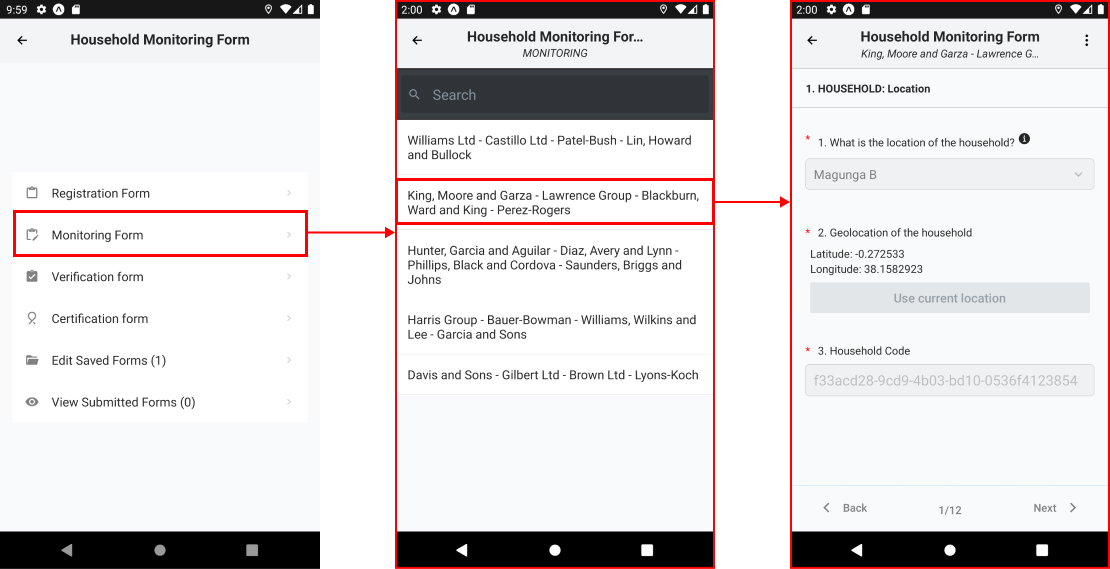 9:59
Household Monitoring Form
Registration Form
Monitoring Form
Verification form
Certification form
Edit Saved Forms (1)
View Submitted Forms (0)
2:00
Household Monitoring For...
MONITORING
Search
Williams Ltd - Castillo Ltd - Patel-Bush - Lin, Howard
and Bullock
King, Moore and Garza - Lawrence Group - Blackburn,
Ward and King - Perez-Rogers
Hunter, Garcia and Aguilar - Diaz, Avery and Lynn -
Phillips, Black and Cordova - Saunders, Briggs and
Johns
Harris Group - Bauer-Bowman - Williams, Wilkins and
Lee - Garcia and Sons
Davis and Sons - Gilbert Ltd - Brown Ltd - Lyons-Koch
2:00
Household Monitoring Form
King, Moore and Garza - Lawrence G...
1. HOUSEHOLD: Location
* 1. What is the location of the household?
Magunga B
* 2. Geolocation of the household
Latitude: -0.272533
Longitude: 38.1582923
Use current location
* 3. Household Code
f33acd28-9cd9-4b03-bd10-0536f4123854
Back 1/12 Next